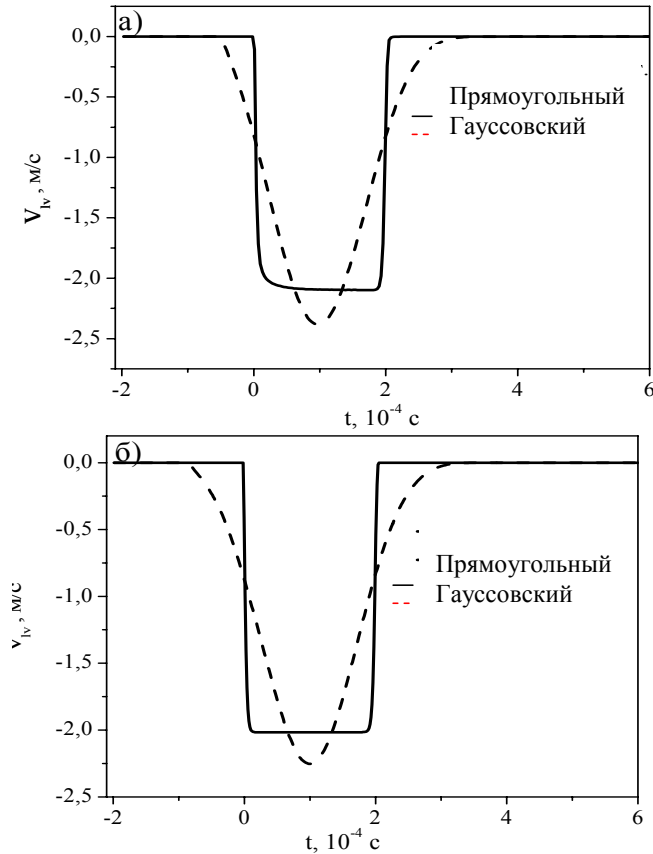 а)
0,0
-0,5
-1,0
-1,5
-2,0
-2,5
V_lv , м/с
Прямоугольный
Гауссовский
-2 0 2 4 6
t, 10^-4 с
б)
0,0
-0,5
-1,0
-1,5
-2,0
-2,5
v_lv , м/с
Прямоугольный
Гауссовский
-2 0 2 4 6
t, 10^-4 с